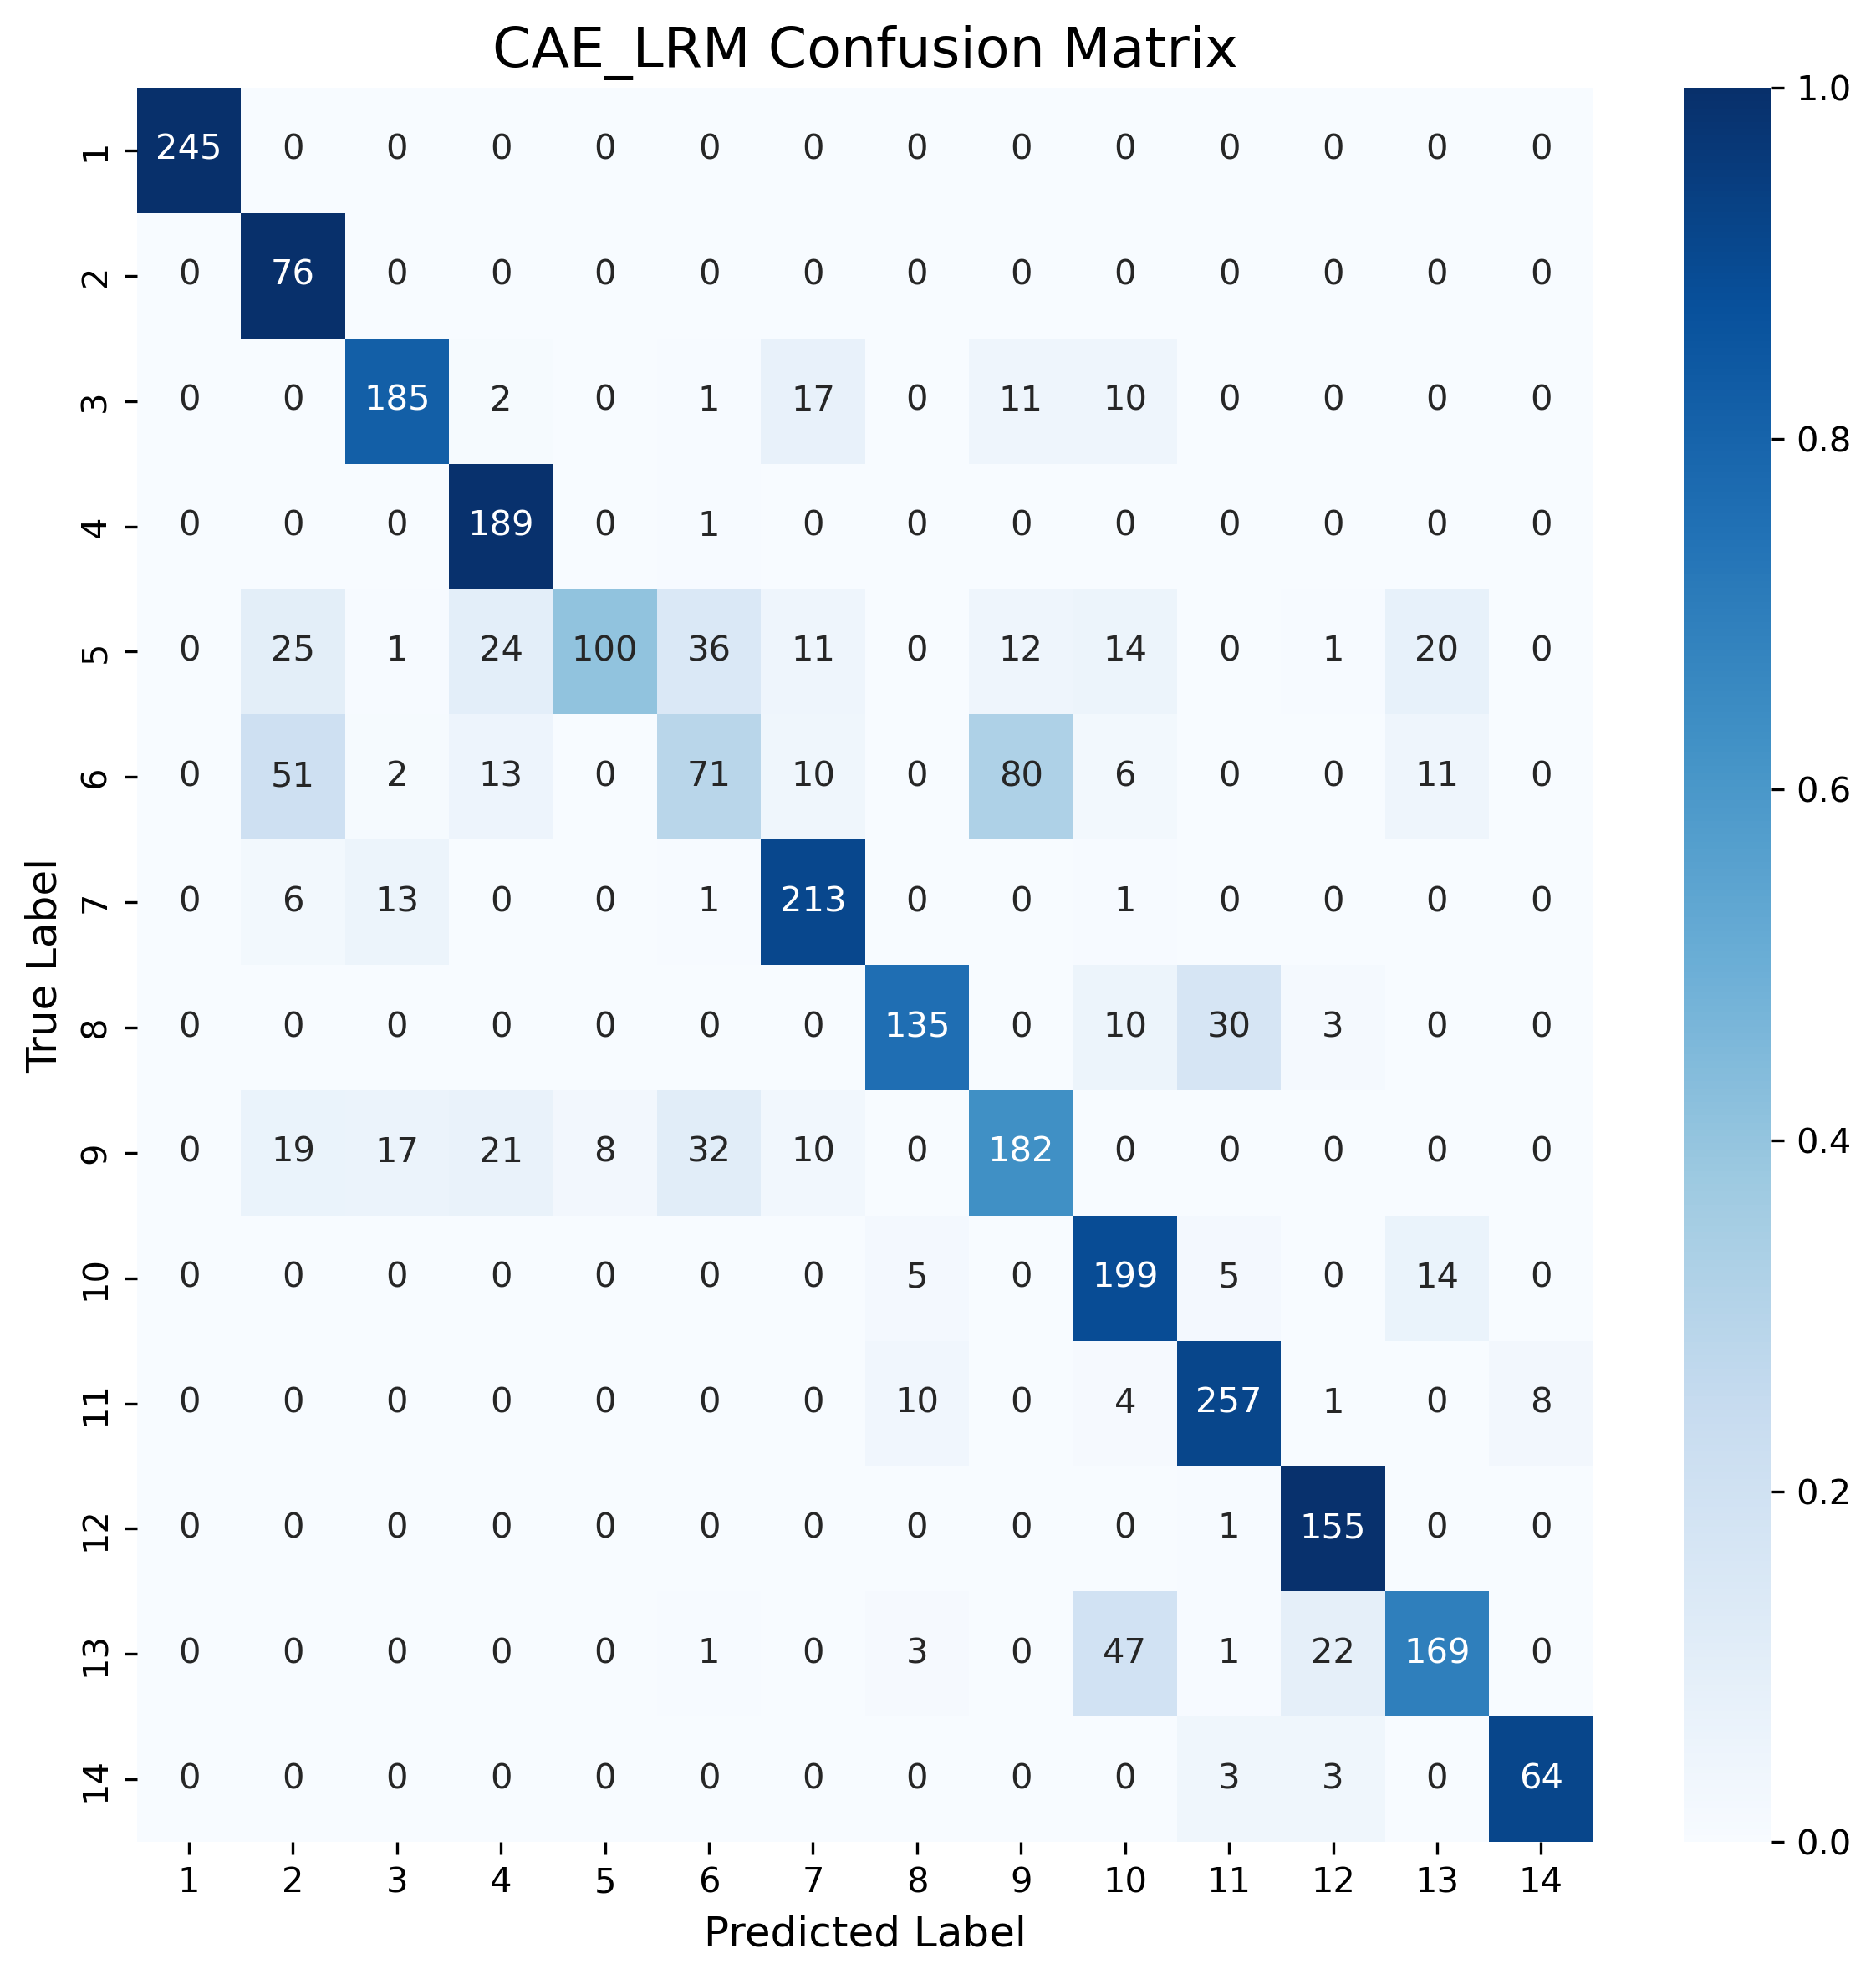 CAE_LRM Confusion Matrix
1 245 0 0 0 0 0 0 0 0 0 0 0 0 0
2 0 76 0 0 0 0 0 0 0 0 0 0 0 0
3 0 0 185 2 0 1 17 0 11 10 0 0 0 0
4 0 0 0 189 0 1 0 0 0 0 0 0 0 0
5 0 25 1 24 100 36 11 0 12 14 0 1 20 0
6 0 51 2 13 0 71 10 0 80 6 0 0 11 0
7 0 6 13 0 0 1 213 0 0 1 0 0 0 0
8 0 0 0 0 0 0 0 135 0 10 30 3 0 0
9 0 19 17 21 8 32 10 0 182 0 0 0 0 0
10 0 0 0 0 0 0 0 5 0 199 5 0 14 0
11 0 0 0 0 0 0 0 10 0 4 257 1 0 8
12 0 0 0 0 0 0 0 0 0 0 1 155 0 0
13 0 0 0 0 0 1 0 3 0 47 1 22 169 0
14 0 0 0 0 0 0 0 0 0 0 3 3 0 64
1 2 3 4 5 6 7 8 9 10 11 12 13 14
Predicted Label
True Label
1.0
0.8
0.6
0.4
0.2
0.0